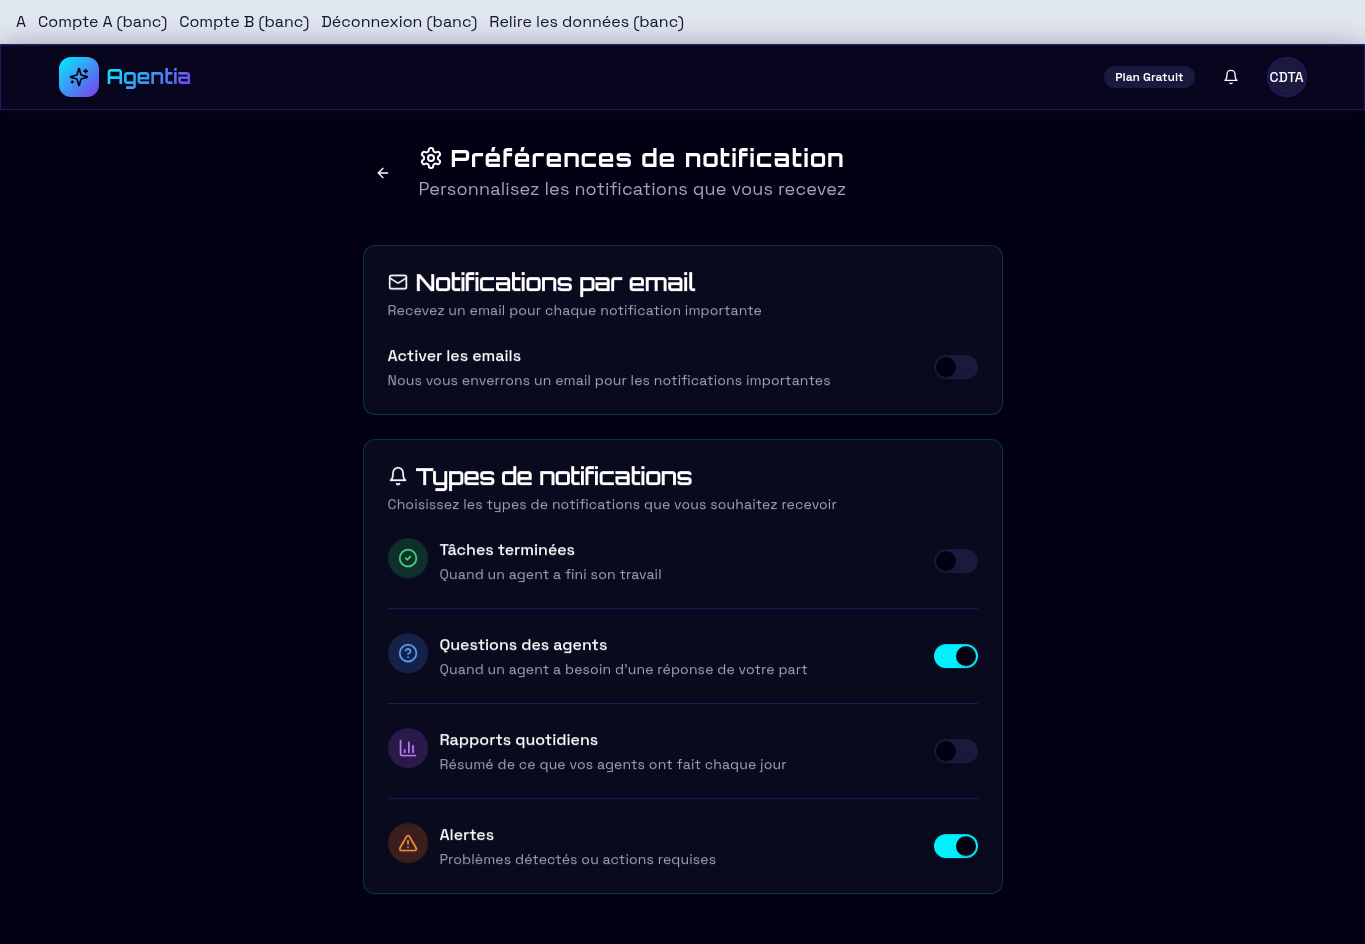 A Compte A (banc) Compte B (banc) Déconnexion (banc) Relire les données (banc)
Agentia
Plan Gratuit
CDTA
Préférences de notification
Personnalisez les notifications que vous recevez
Notifications par email
Recevez un email pour chaque notification importante
Activer les emails
Nous vous enverrons un email pour les notifications importantes
Types de notifications
Choisissez les types de notifications que vous souhaitez recevoir
Tâches terminées
Quand un agent a fini son travail
Questions des agents
Quand un agent a besoin d'une réponse de votre part
Rapports quotidiens
Résumé de ce que vos agents ont fait chaque jour
Alertes
Problèmes détectés ou actions requises